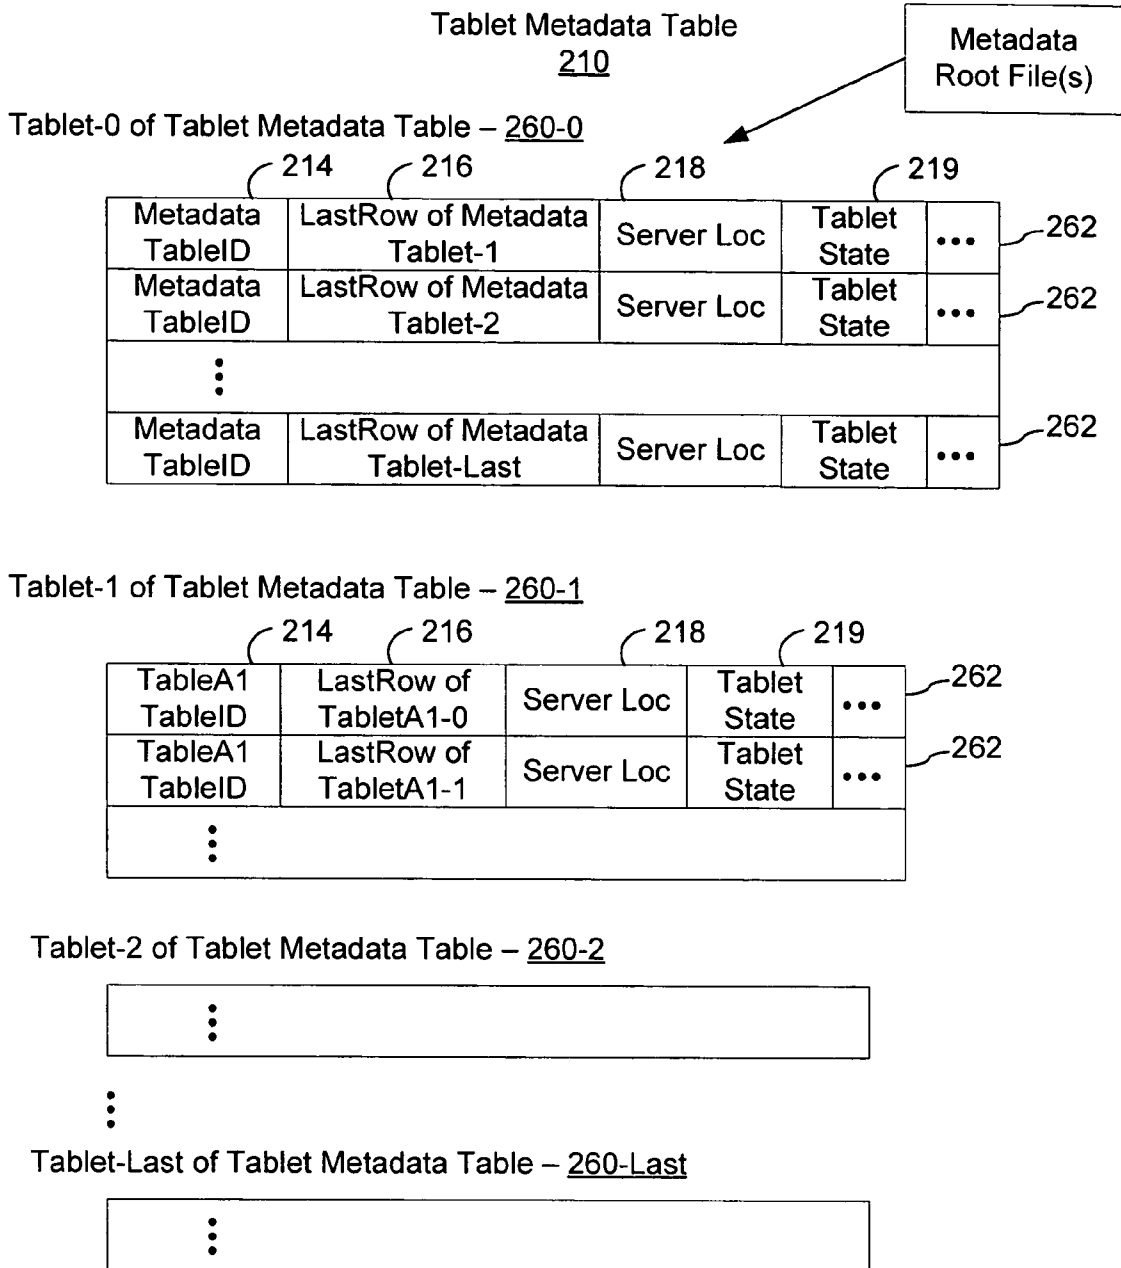 Tablet Metadata Table
210
Metadata
Root File(s)
Tablet-0 of Tablet Metadata Table – 260-0
214 216 218 219
Metadata TableID LastRow of Metadata Tablet-1 Server Loc Tablet State ••• 262
Metadata TableID LastRow of Metadata Tablet-2 Server Loc Tablet State ••• 262
Metadata TableID LastRow of Metadata Tablet-Last Server Loc Tablet State ••• 262
Tablet-1 of Tablet Metadata Table – 260-1
214 216 218 219
TableA1 TableID LastRow of TabletA1-0 Server Loc Tablet State ••• 262
TableA1 TableID LastRow of TabletA1-1 Server Loc Tablet State ••• 262
Tablet-2 of Tablet Metadata Table – 260-2
Tablet-Last of Tablet Metadata Table – 260-Last